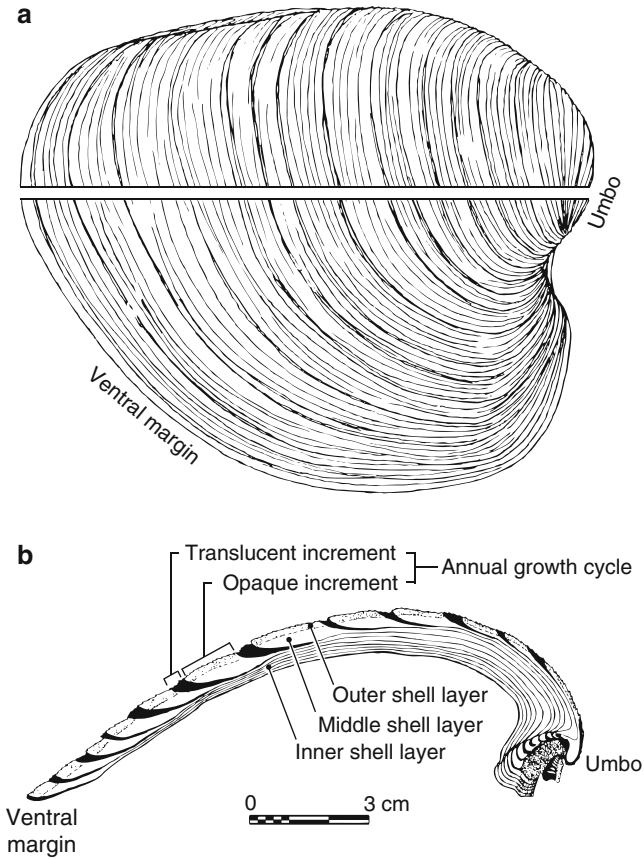 a
Umbo
Ventral margin
b
Translucent increment
Opaque increment
Annual growth cycle
Outer shell layer
Middle shell layer
Inner shell layer
Umbo
Ventral
margin
0 3 cm